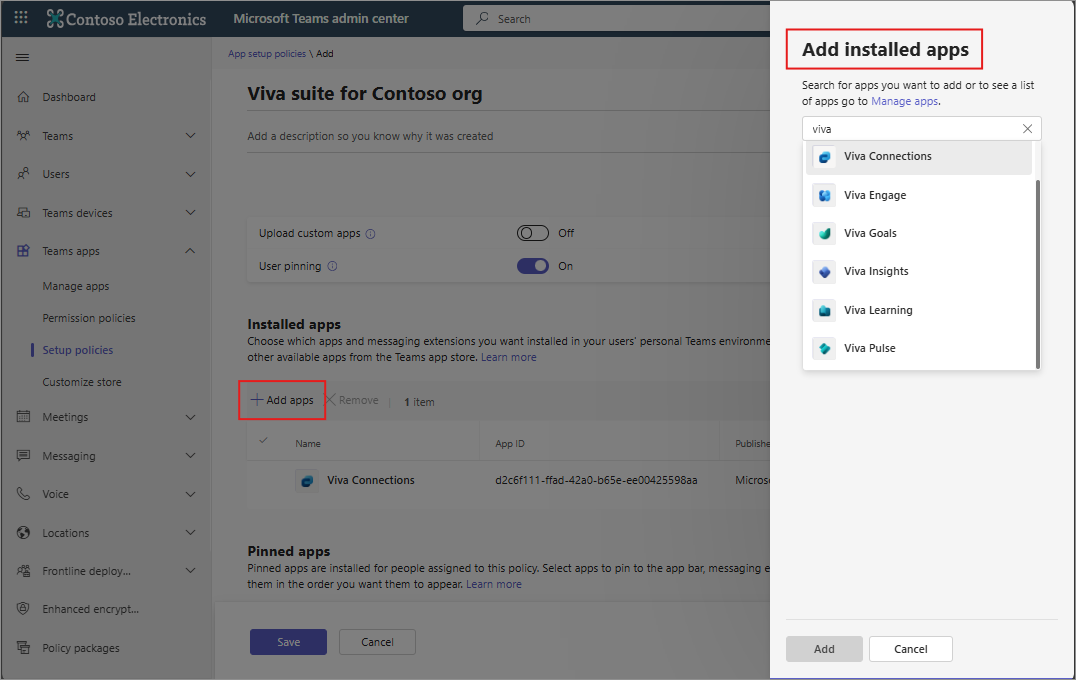 Contoso Electronics
Microsoft Teams admin center
Search
Dashboard
Teams
Users
Teams devices
Teams apps
Manage apps
Permission policies
Setup policies
Customize store
Meetings
Messaging
Voice
Locations
Frontline deploy...
Enhanced encrypt...
Policy packages
App setup policies \ Add
Viva suite for Contoso org
Add a description so you know why it was created
Upload custom apps
Off
User pinning
On
Installed apps
Choose which apps and messaging extensions you want installed in your users' personal Teams environme
other available apps from the Teams app store. Learn more
Add apps
Remove
1 item
Name
App ID
Publishe
Viva Connections
d2c6f111-ffad-42a0-b65e-ee00425598aa
Micros
Pinned apps
Pinned apps are installed for people assigned to this policy. Select apps to pin to the app bar, messaging e
them in the order you want them to appear. Learn more
Save
Cancel
Add installed apps
Search for apps you want to add or to see a list
of apps go to Manage apps.
viva
Viva Connections
Viva Engage
Viva Goals
Viva Insights
Viva Learning
Viva Pulse
Add
Cancel